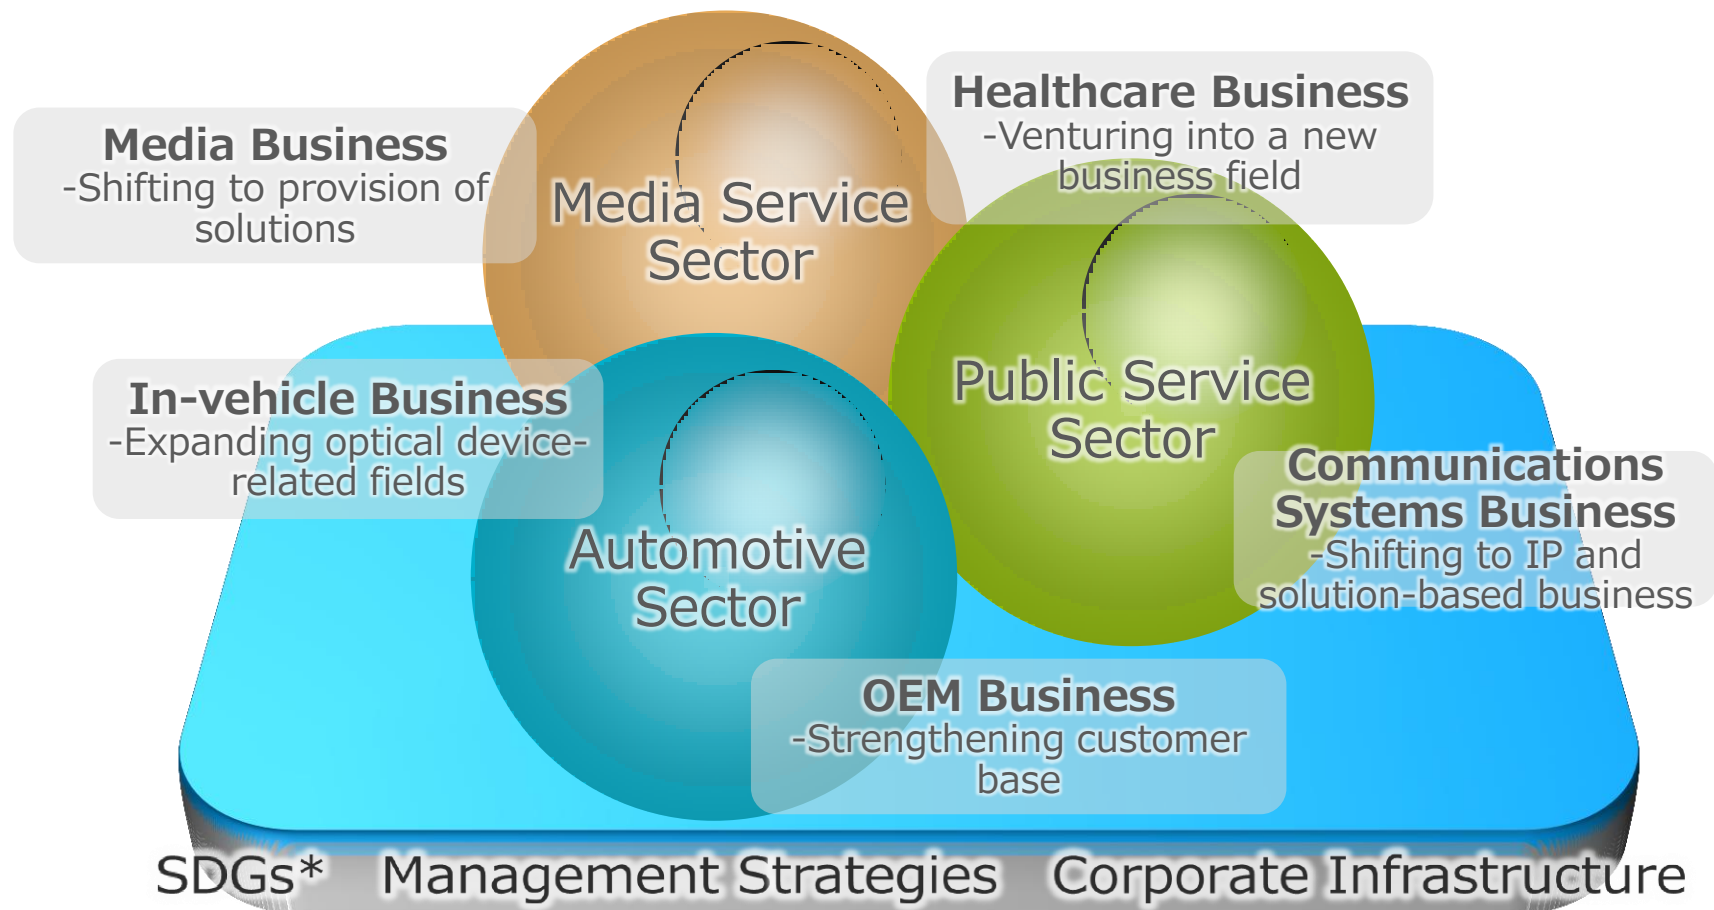 Healthcare Business
-Venturing into a new
business field
Media Business
-Shifting to provision of
solutions
Media Service
Sector
In-vehicle Business
-Expanding optical device-
related fields
Public Service
Sector
Communications
Systems Business
-Shifting to IP and
solution-based business
Automotive
Sector
OEM Business
-Strengthening customer
base
SDGs* Management Strategies Corporate Infrastructure